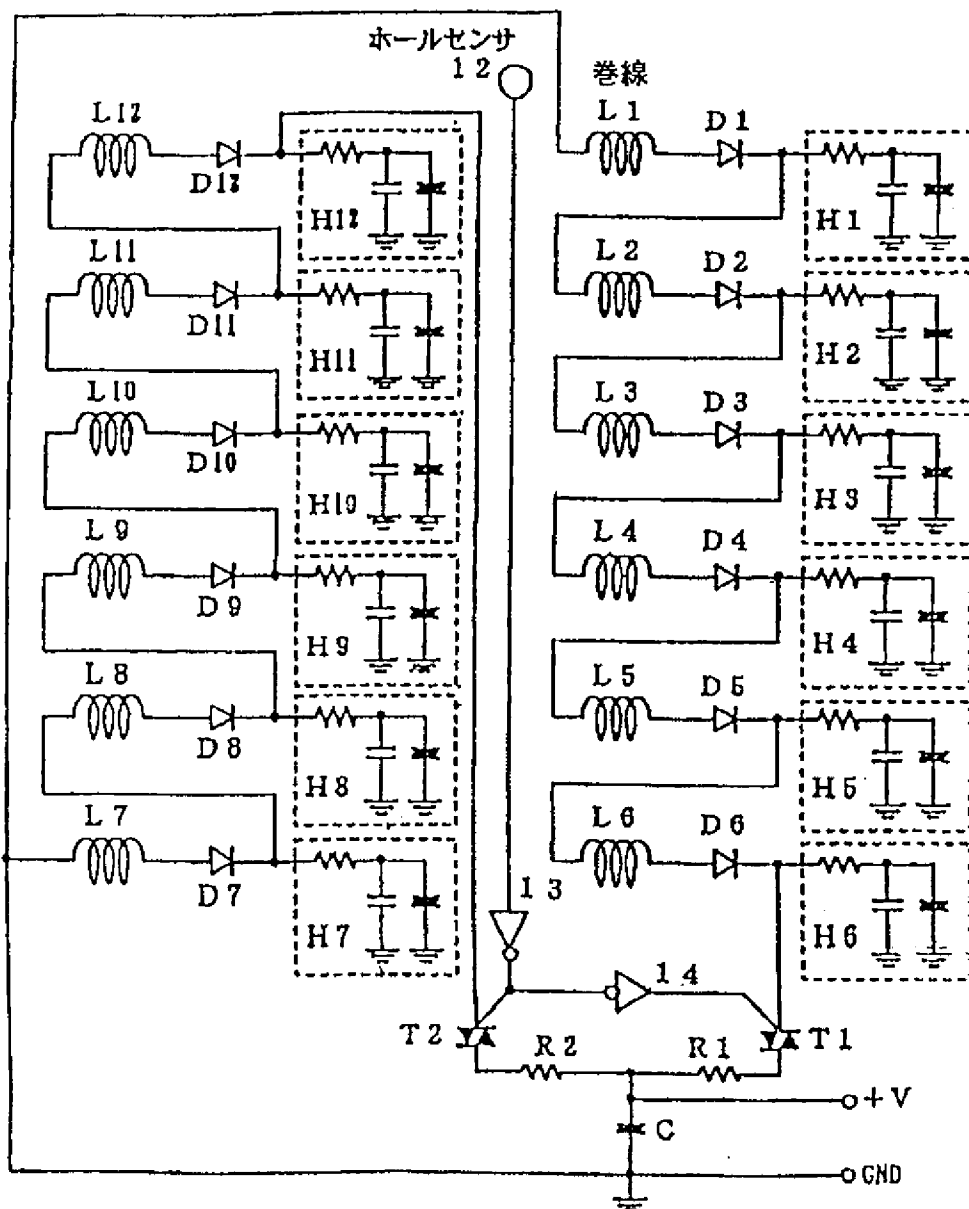 ホールセンサ
12
巻線
L12
D12
H12
L1
D1
H1
L11
D11
H11
L2
D2
H2
L10
D10
H10
L3
D3
H3
L9
D9
H9
L4
D4
H4
L8
D8
H8
L5
D5
H5
L7
D7
H7
L6
D6
H6
13
14
T2
R2
R1
T1
+V
C
GND